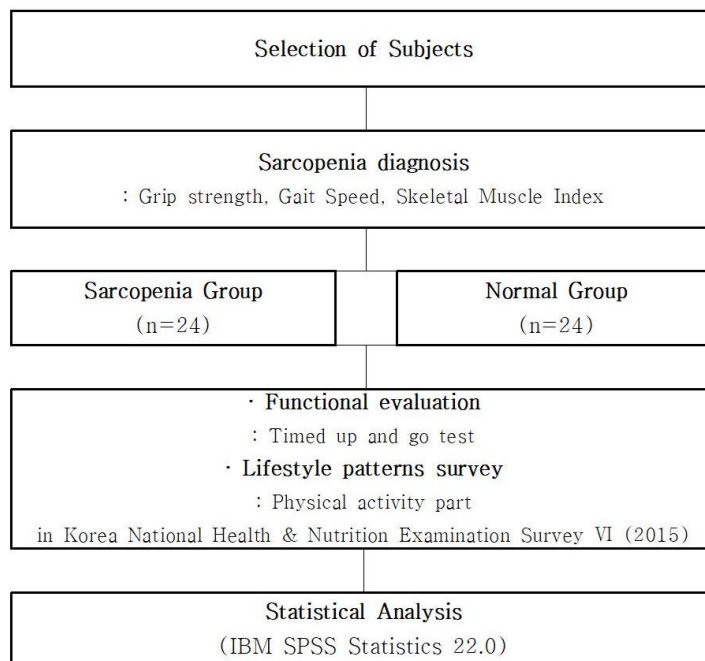 Selection of Subjects
Sarcopenia diagnosis
: Grip strength, Gait Speed, Skeletal Muscle Index
Sarcopenia Group
(n=24)
Normal Group
(n=24)
· Functional evaluation
: Timed up and go test
· Lifestyle patterns survey
: Physical activity part
in Korea National Health & Nutrition Examination Survey Ⅵ (2015)
Statistical Analysis
(IBM SPSS Statistics 22.0)